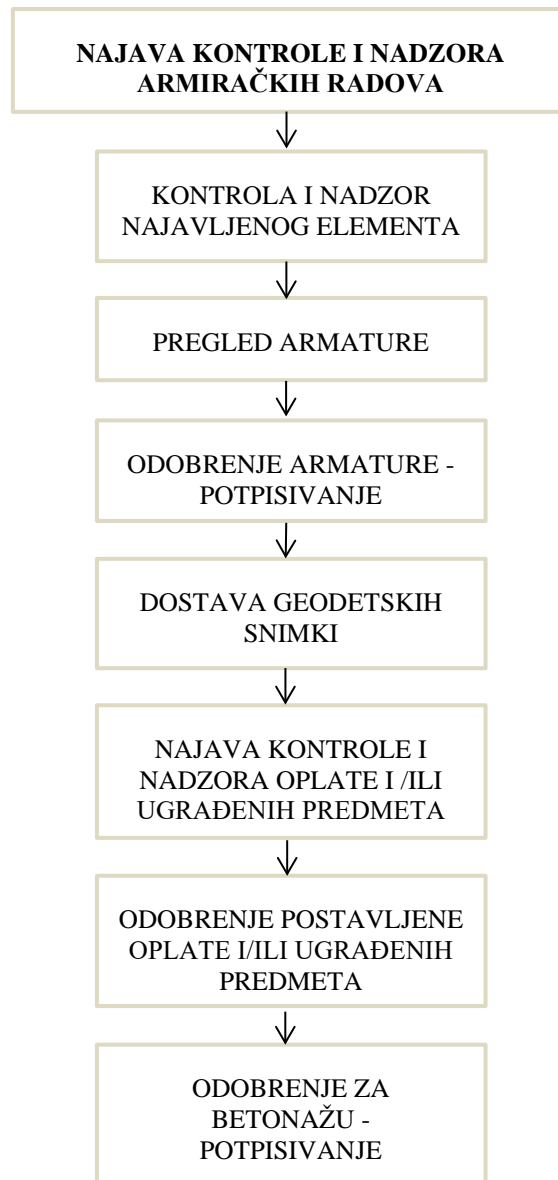 NAJAVA KONTROLE I NADZORA
ARMIRAČKIH RADOVA
KONTROLA I NADZOR
NAJAVLJENOG ELEMENTA
PREGLED ARMATURE
ODOBRENJE ARMATURE -
POTPISIVANJE
DOSTAVA GEODETSKIH
SNIMKI
NAJAVA KONTROLE I
NADZORA OPLATE I /ILI
UGRAĐENIH PREDMETA
ODOBRENJE POSTAVLJENE
OPLATE I/ILI UGRAĐENIH
PREDMETA
ODOBRENJE ZA
BETONAŽU -
POTPISIVANJE